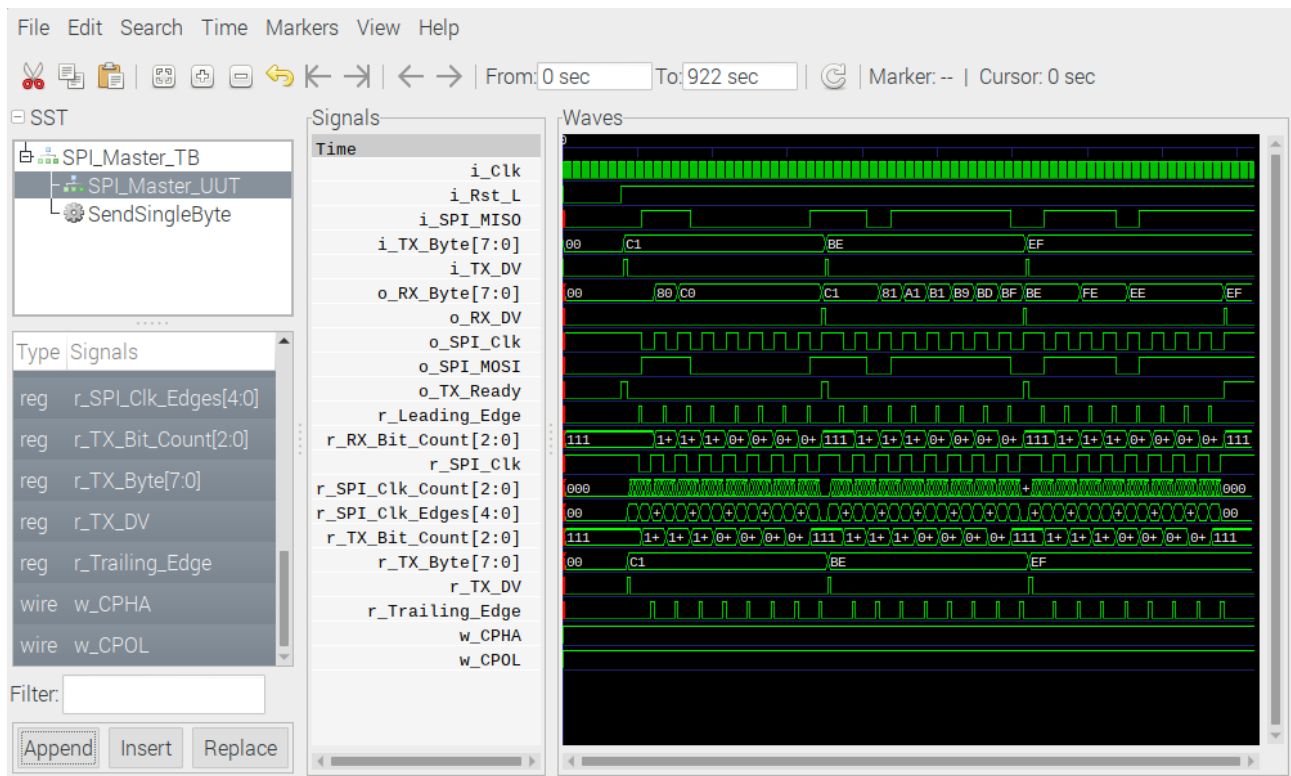 File Edit Search Time Markers View Help
From: 0 sec To: 922 sec Marker: -- | Cursor: 0 sec
SST
SPI_Master_TB
SPI_Master_UUT
SendSingleByte
Type Signals
reg r_SPI_Clk_Edges[4:0]
reg r_TX_Bit_Count[2:0]
reg r_TX_Byte[7:0]
reg r_TX_DV
reg r_Trailing_Edge
wire w_CPHA
wire w_CPOL
Filter:
Append Insert Replace
Signals
Time
i_Clk
i_Rst_L
i_SPI_MISO
i_TX_Byte[7:0]
i_TX_DV
o_RX_Byte[7:0]
o_RX_DV
o_SPI_Clk
o_SPI_MOSI
o_TX_Ready
r_Leading_Edge
r_RX_Bit_Count[2:0]
r_SPI_Clk
r_SPI_Clk_Count[2:0]
r_SPI_Clk_Edges[4:0]
r_TX_Bit_Count[2:0]
r_TX_Byte[7:0]
r_TX_DV
r_Trailing_Edge
w_CPHA
w_CPOL
Waves
0
00 C1 BE EF
00 80 C0 C1 81 A1 B1 B9 BD BF BE FE EE EF
111 1+ 1+ 1+ 0+ 0+ 0+ 0+ 111 1+ 1+ 1+ 0+ 0+ 0+ 0+ 111 1+ 1+ 1+ 0+ 0+ 0+ 0+ 111
000 + 000
00 + + + + + + + + + + + + 00
111 1+ 1+ 1+ 0+ 0+ 0+ 0+ 111 1+ 1+ 1+ 0+ 0+ 0+ 0+ 111 1+ 1+ 1+ 0+ 0+ 0+ 0+ 111
00 C1 BE EF